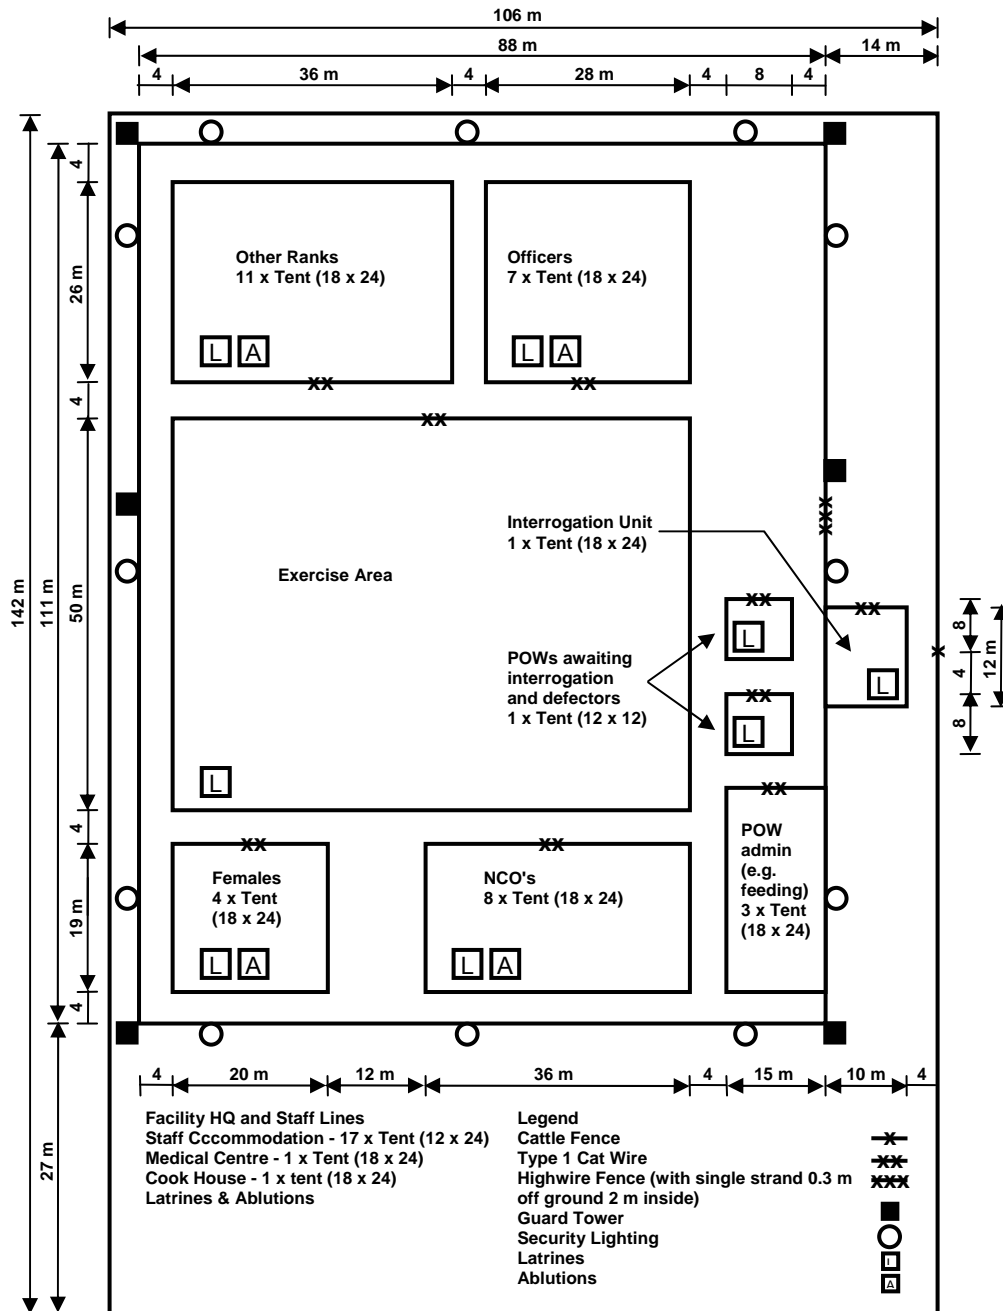 106 m
88 m
14 m
4
36 m
4
28 m
4
8
4
142 m
111 m
4
26 m
4
50 m
4
19 m
4
27 m
Other Ranks
11 x Tent (18 x 24)
L A
Officers
7 x Tent (18 x 24)
L A
xx
xx
xx
Interrogation Unit
1 x Tent (18 x 24)
Exercise Area
xxx
xx
L
xx
L
POWs awaiting
interrogation
and defectors
1 x Tent (12 x 12)
xx
L
x
8
4
8
12 m
L
xx
xx
xx
Females
4 x Tent
(18 x 24)
L A
NCO's
8 x Tent (18 x 24)
L A
POW
admin
(e.g.
feeding)
3 x Tent
(18 x 24)
4
20 m
12 m
36 m
4
15 m
10 m
4
Facility HQ and Staff Lines
Staff Cccommodation - 17 x Tent (12 x 24)
Medical Centre - 1 x Tent (18 x 24)
Cook House - 1 x tent (18 x 24)
Latrines & Ablutions
Legend
Cattle Fence x
Type 1 Cat Wire xx
Highwire Fence (with single strand 0.3 m xxx
off ground 2 m inside)
Guard Tower
Security Lighting
Latrines L
Ablutions A